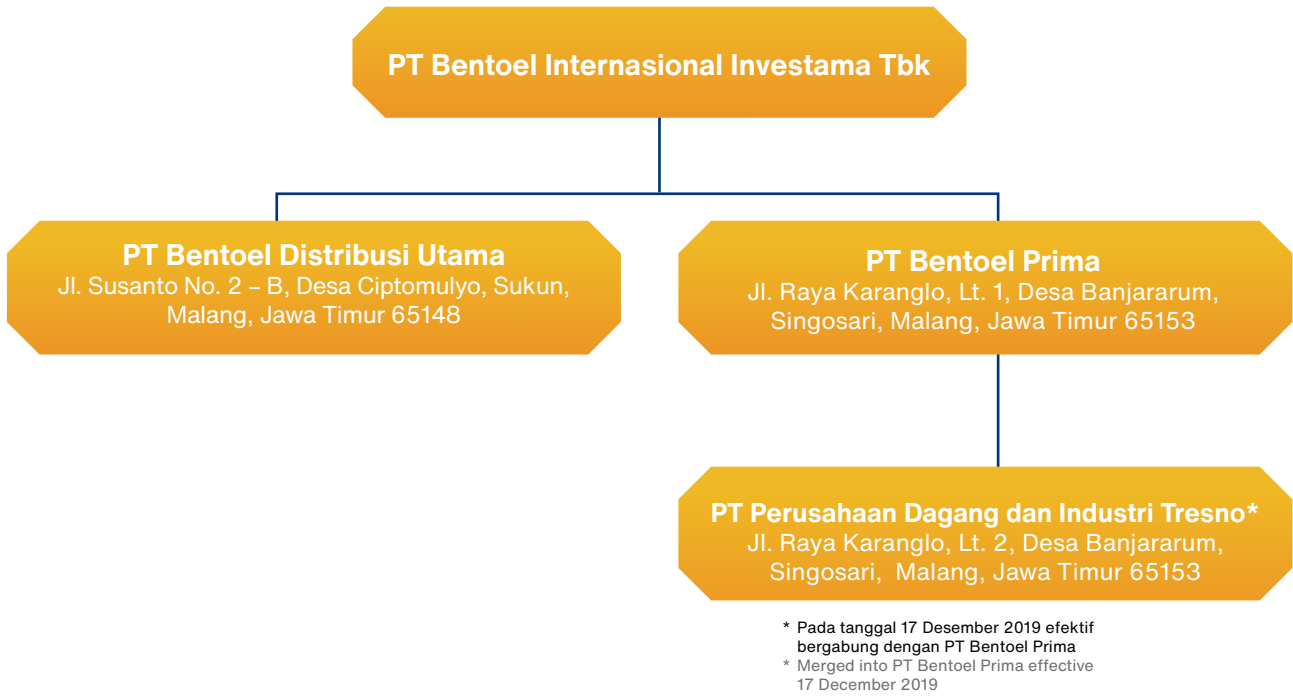 PT Bentoel Internasional Investama Tbk
PT Bentoel Distribusi Utama
Jl. Susanto No. 2 – B, Desa Ciptomulyo, Sukun,
Malang, Jawa Timur 65148
PT Bentoel Prima
Jl. Raya Karanglo, Lt. 1, Desa Banjararum,
Singosari, Malang, Jawa Timur 65153
PT Perusahaan Dagang dan Industri Tresno*
Jl. Raya Karanglo, Lt. 2, Desa Banjararum,
Singosari, Malang, Jawa Timur 65153
* Pada tanggal 17 Desember 2019 efektif
bergabung dengan PT Bentoel Prima
* Merged into PT Bentoel Prima effective
17 December 2019